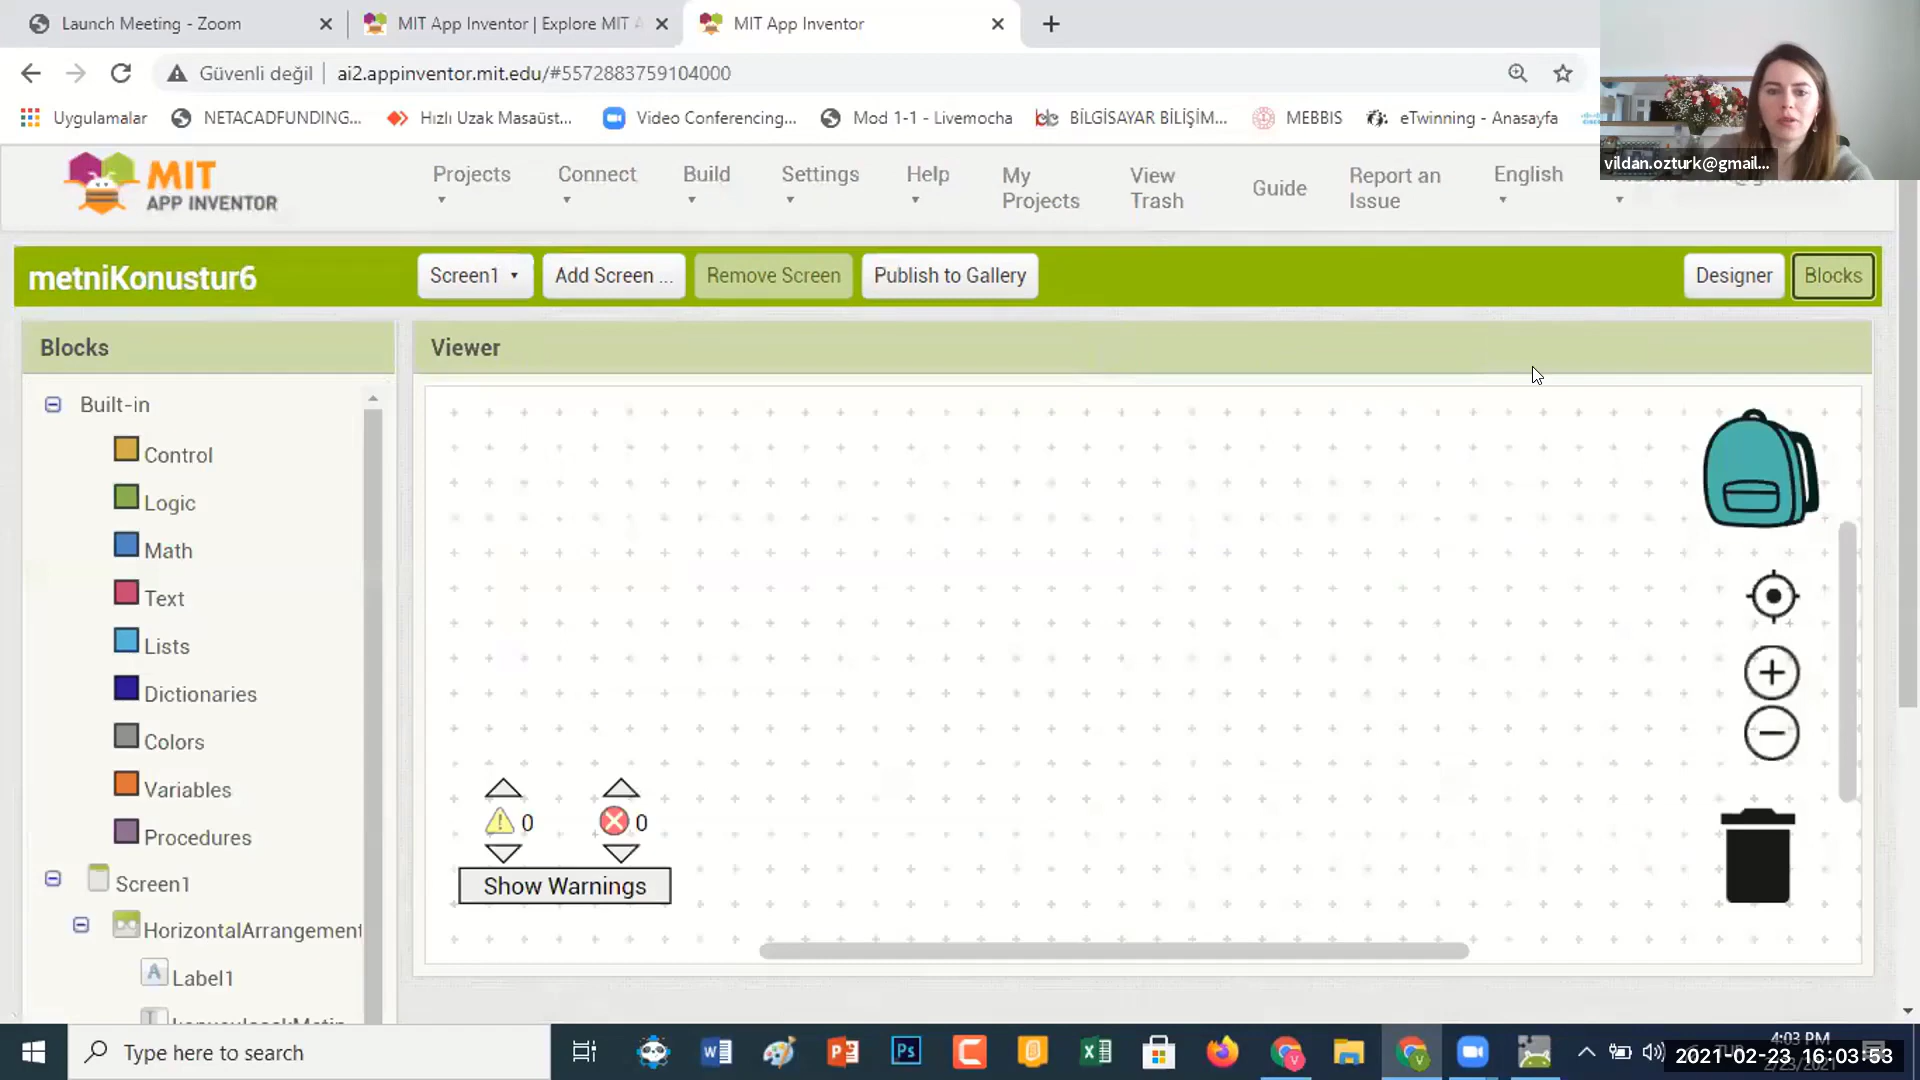 Launch Meeting - Zoom
MIT App Inventor | Explore MIT A
MIT App Inventor
Güvenli değil
ai2.appinventor.mit.edu/#5572883759104000
Uygulamalar
NETACADFUNDING...
Hızlı Uzak Masaüst...
Video Conferencing...
Mod 1-1 - Livemocha
BİLGİSAYAR BİLİŞİM...
MEBBIS
eTwinning - Anasayfa
vildan.ozturk@gmail...
MIT
APP INVENTOR
Projects
Connect
Build
Settings
Help
My Projects
View Trash
Guide
Report an Issue
English
metniKonustur6
Screen1
Add Screen ...
Remove Screen
Publish to Gallery
Designer
Blocks
Blocks
Viewer
Built-in
Control
Logic
Math
Text
Lists
Dictionaries
Colors
Variables
Procedures
Screen1
HorizontalArrangement
Label1
0
0
Show Warnings
Type here to search
Ps
4:03 PM
2021-02-23 16:03:53